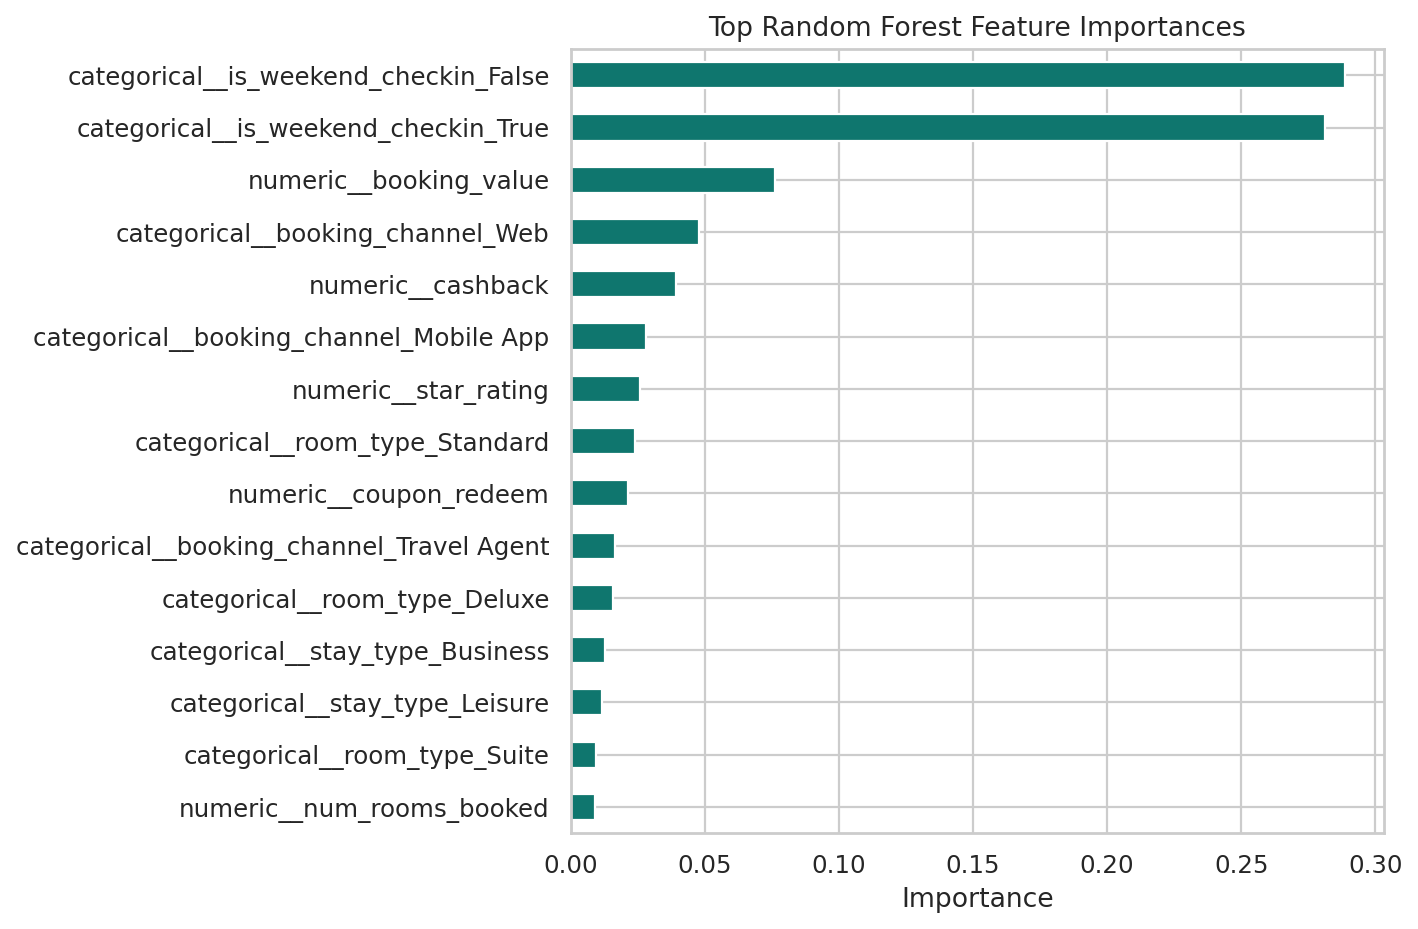 Top Random Forest Feature Importances
categorical__is_weekend_checkin_False
categorical__is_weekend_checkin_True
numeric__booking_value
categorical__booking_channel_Web
numeric__cashback
categorical__booking_channel_Mobile App
numeric__star_rating
categorical__room_type_Standard
numeric__coupon_redeem
categorical__booking_channel_Travel Agent
categorical__room_type_Deluxe
categorical__stay_type_Business
categorical__stay_type_Leisure
categorical__room_type_Suite
numeric__num_rooms_booked
0.00 0.05 0.10 0.15 0.20 0.25 0.30
Importance